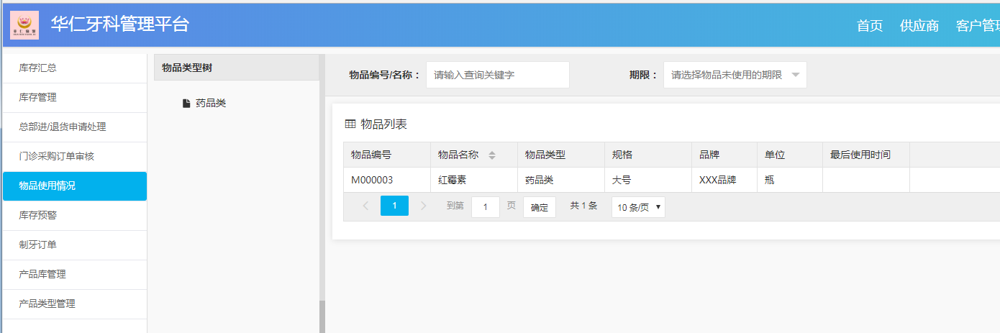 华仁牙科管理平台
首页 供应商 客户管
库存汇总
库存管理
总部进/退货申请处理
门诊采购订单审核
物品使用情况
库存预警
制牙订单
产品库管理
产品类型管理
物品类型树
药品类
物品编号/名称： 请输入查询关键字 期限： 请选择物品未使用的期限
物品列表
物品编号 物品名称 物品类型 规格 品牌 单位 最后使用时间
M000003 红霉素 药品类 大号 XXX品牌 瓶
1 到第 1 页 确定 共 1 条 10 条/页